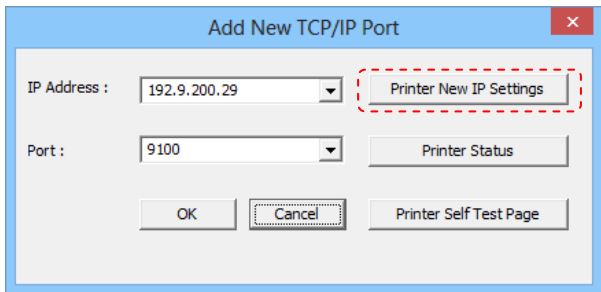 Add New TCP/IP Port
IP Address : 192.9.200.29 Printer New IP Settings
Port : 9100 Printer Status
OK Cancel Printer Self Test Page